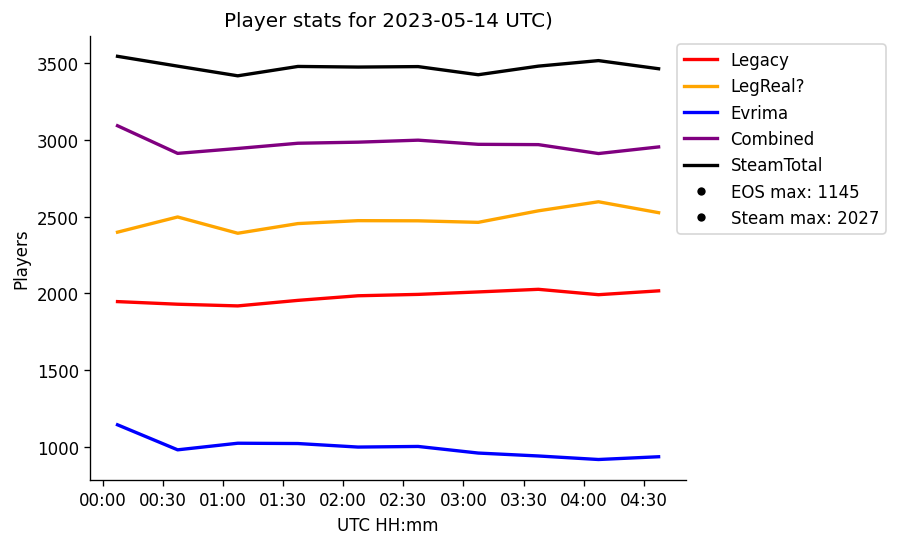 Player stats for 2023-05-14 UTC)
Players
3500
3000
2500
2000
1500
1000
00:00 00:30 01:00 01:30 02:00 02:30 03:00 03:30 04:00 04:30
UTC HH:mm
Legacy
LegReal?
Evrima
Combined
SteamTotal
EOS max: 1145
Steam max: 2027